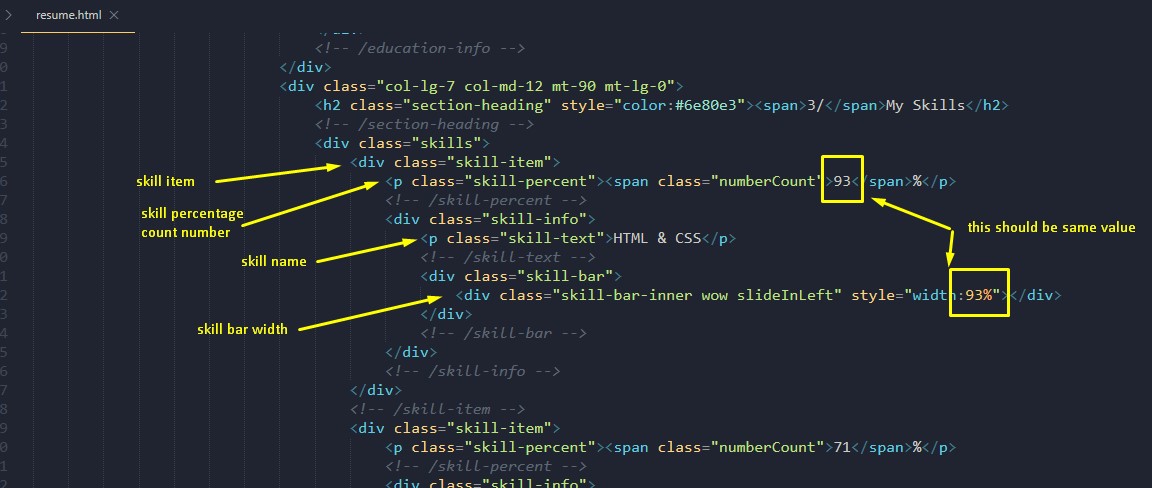 resume.html
<!-- /education-info -->
</div>
<div class="col-lg-7 col-md-12 mt-90 mt-lg-0">
<h2 class="section-heading" style="color:#6e80e3"><span>3/</span>My Skills</h2>
<!-- /section-heading -->
<div class="skills">
<div class="skill-item">
skill item
<p class="skill-percent"><span class="numberCount">93</span>%</p>
<!-- /skill-percent -->
skill percentage
count number
<div class="skill-info">
this should be same value
<p class="skill-text">HTML & CSS</p>
skill name
<!-- /skill-text -->
<div class="skill-bar">
<div class="skill-bar-inner wow slideInLeft" style="width:93%"></div>
</div>
skill bar width
<!-- /skill-bar -->
</div>
<!-- /skill-info -->
</div>
<!-- /skill-item -->
<div class="skill-item">
<p class="skill-percent"><span class="numberCount">71</span>%</p>
<!-- /skill-percent -->
<div class="skill-info">